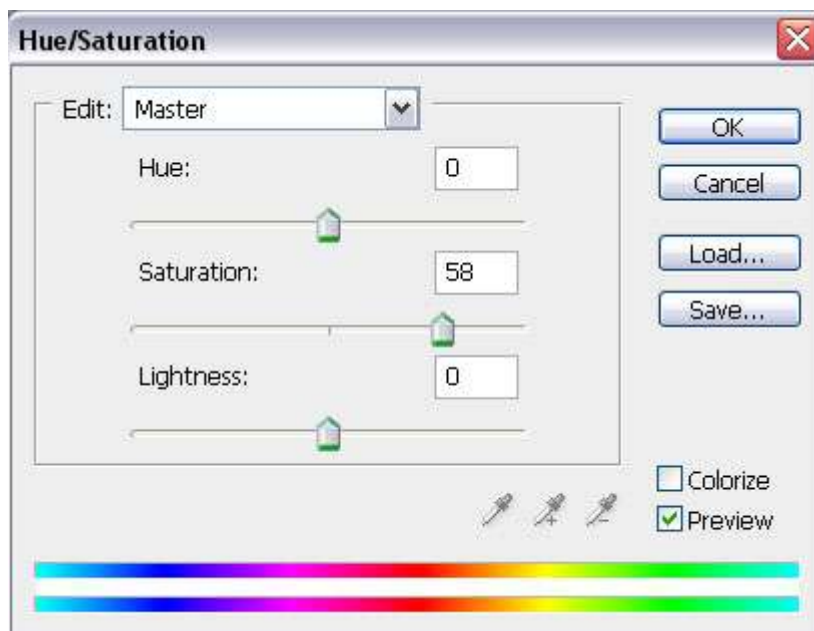 Hue/Saturation
Edit: Master
Hue: 0
Saturation: 58
Lightness: 0
OK
Cancel
Load...
Save...
Colorize
Preview